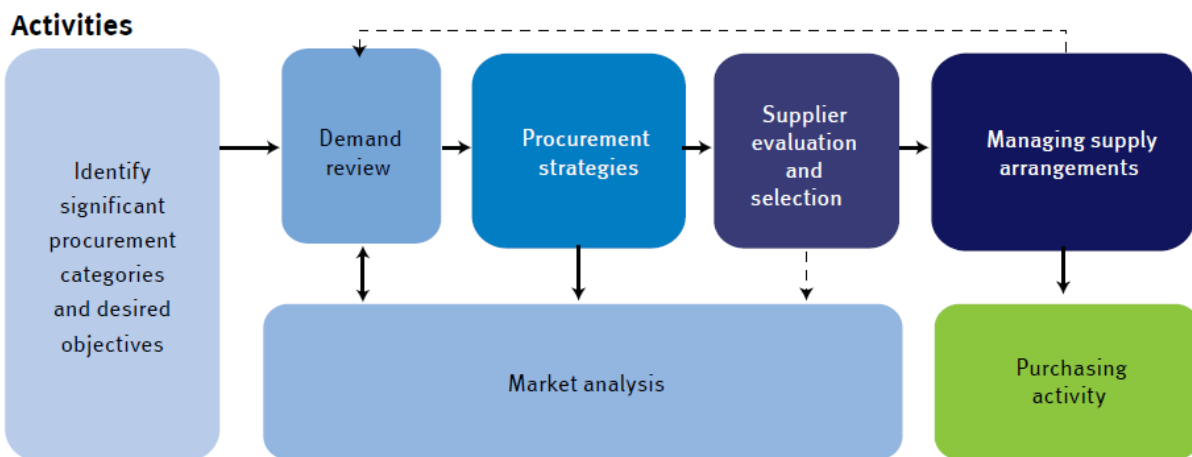 Activities
Identify
significant
procurement
categories
and desired
objectives
Demand
review
Procurement
strategies
Supplier
evaluation
and
selection
Managing supply
arrangements
Market analysis
Purchasing
activity